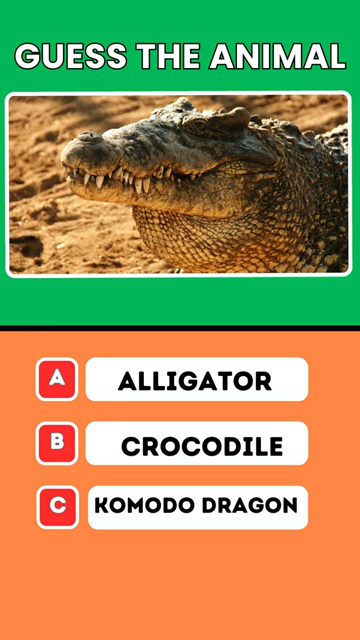 GUESS THE ANIMAL
A ALLIGATOR
B CROCODILE
C KOMODO DRAGON